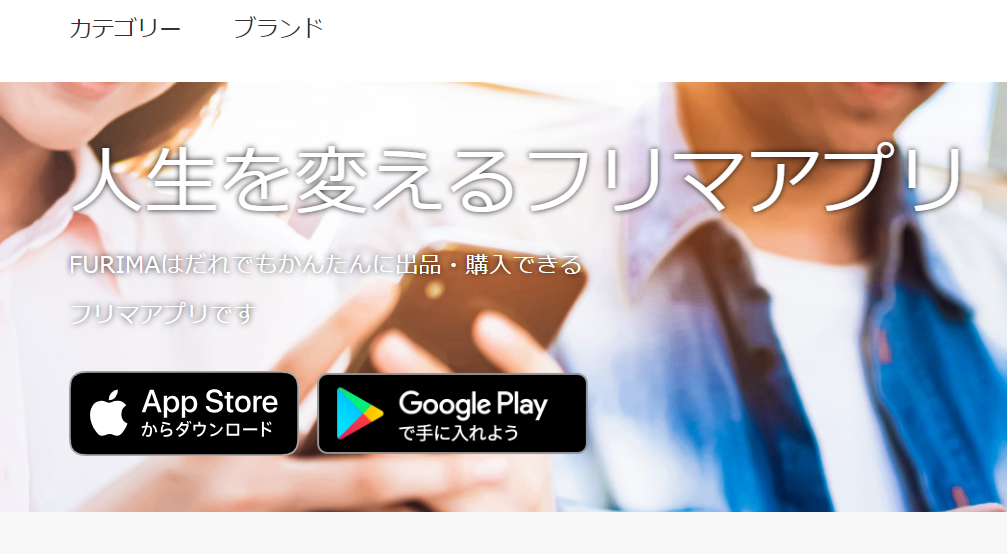 カテゴリー ブランド
人生を変えるフリマアプリ
FURIMAはだれでもかんたんに出品・購入できる
フリマアプリです
App Store
からダウンロード
Google Play
で手に入れよう